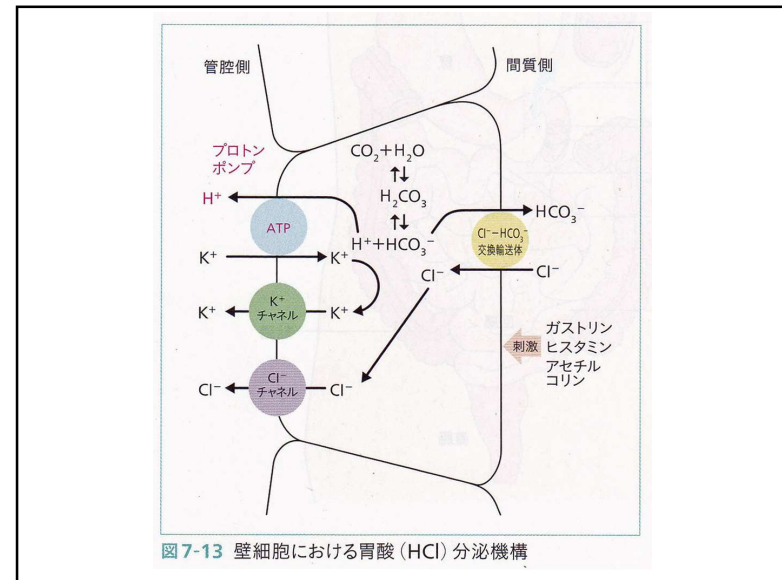 管腔側
間質側
プロトン
ポンプ
CO₂+H₂O
H₂CO₃
H⁺+HCO₃⁻
H⁺
ATP
HCO₃⁻
Cl⁻−HCO₃⁻
交換輸送体
K⁺
K⁺
Cl⁻
Cl⁻
K⁺
K⁺
チャネル
K⁺
刺激
ガストリン
ヒスタミン
アセチル
コリン
Cl⁻
Cl⁻
チャネル
Cl⁻
図7-13 壁細胞における胃酸(HCl)分泌機構